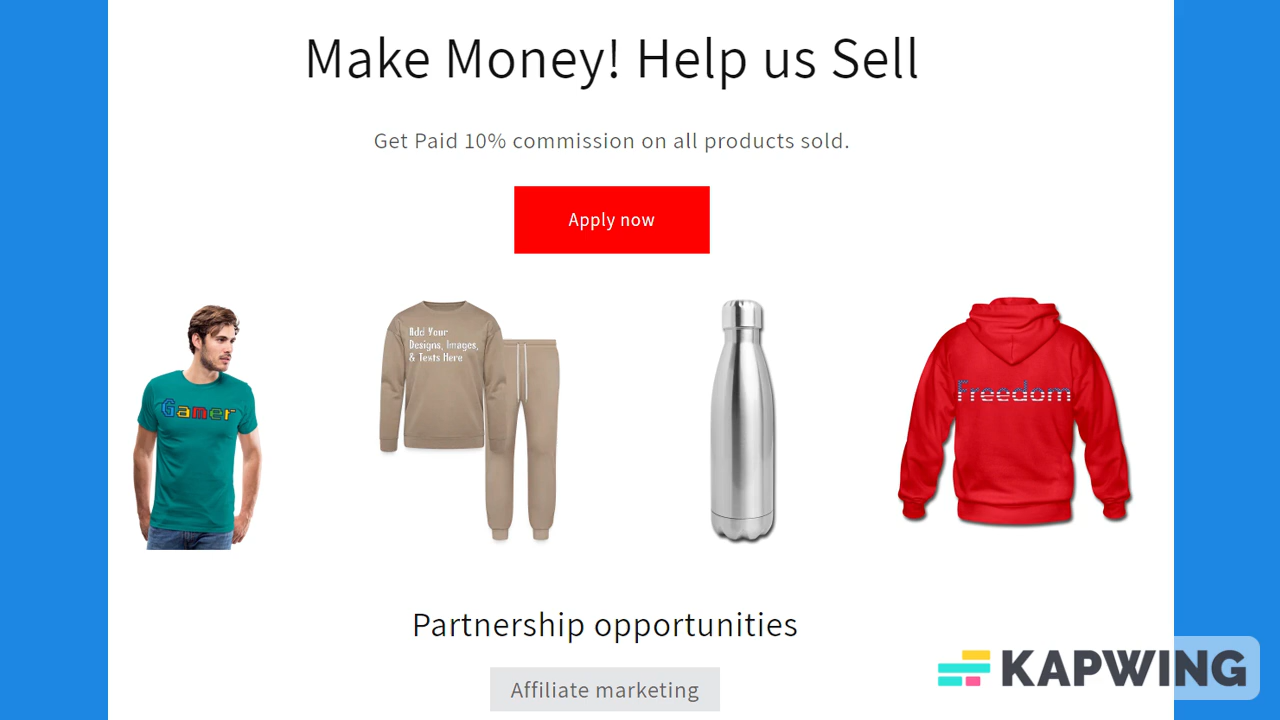 Make Money! Help us Sell
Get Paid 10% commission on all products sold.
Apply now
Gamer
Add Your
Designs, Images,
& Texts Here
Freedom
Partnership opportunities
Affiliate marketing
KAPWING